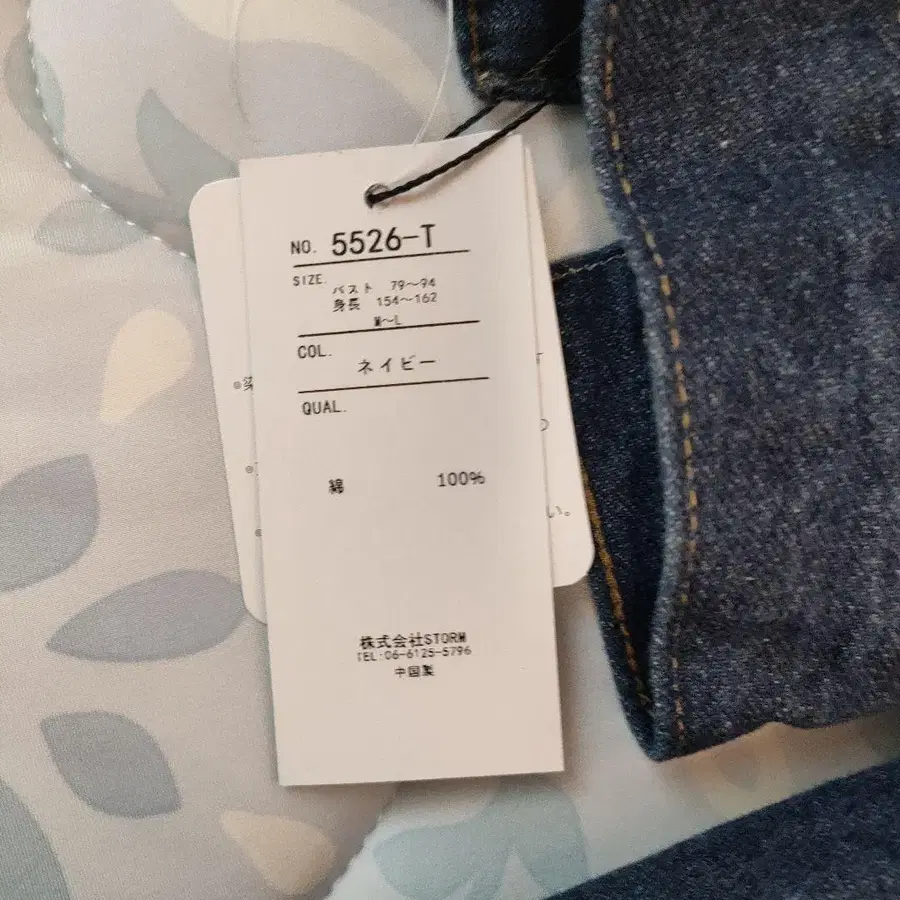 NO. 5526-T
SIZE.
バスト 79~94
身長 154~162
M~L
COL.
ネイビー
QUAL.
綿 100%
株式会社STORM
TEL:06-6125-5796
中国製
い。